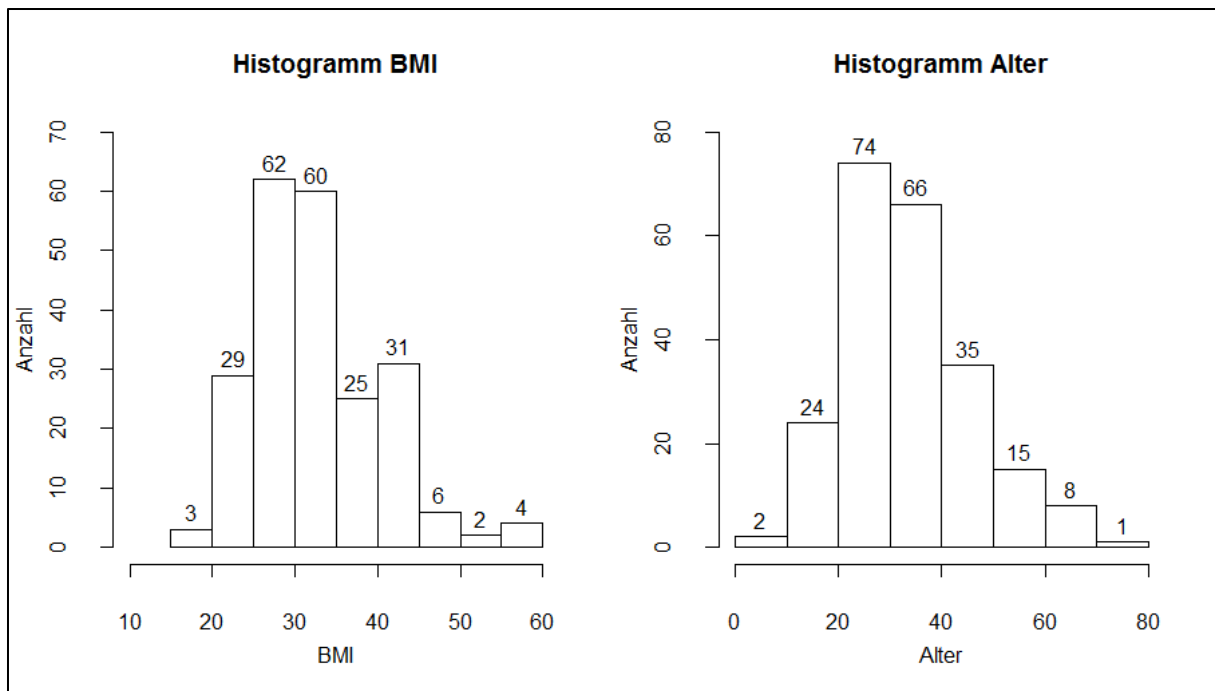 Histogramm BMI
Anzahl
0 10 20 30 40 50 60 70
3 29 62 60 25 31 6 2 4
10 20 30 40 50 60
BMI
Histogramm Alter
Anzahl
0 20 40 60 80
2 24 74 66 35 15 8 1
0 20 40 60 80
Alter